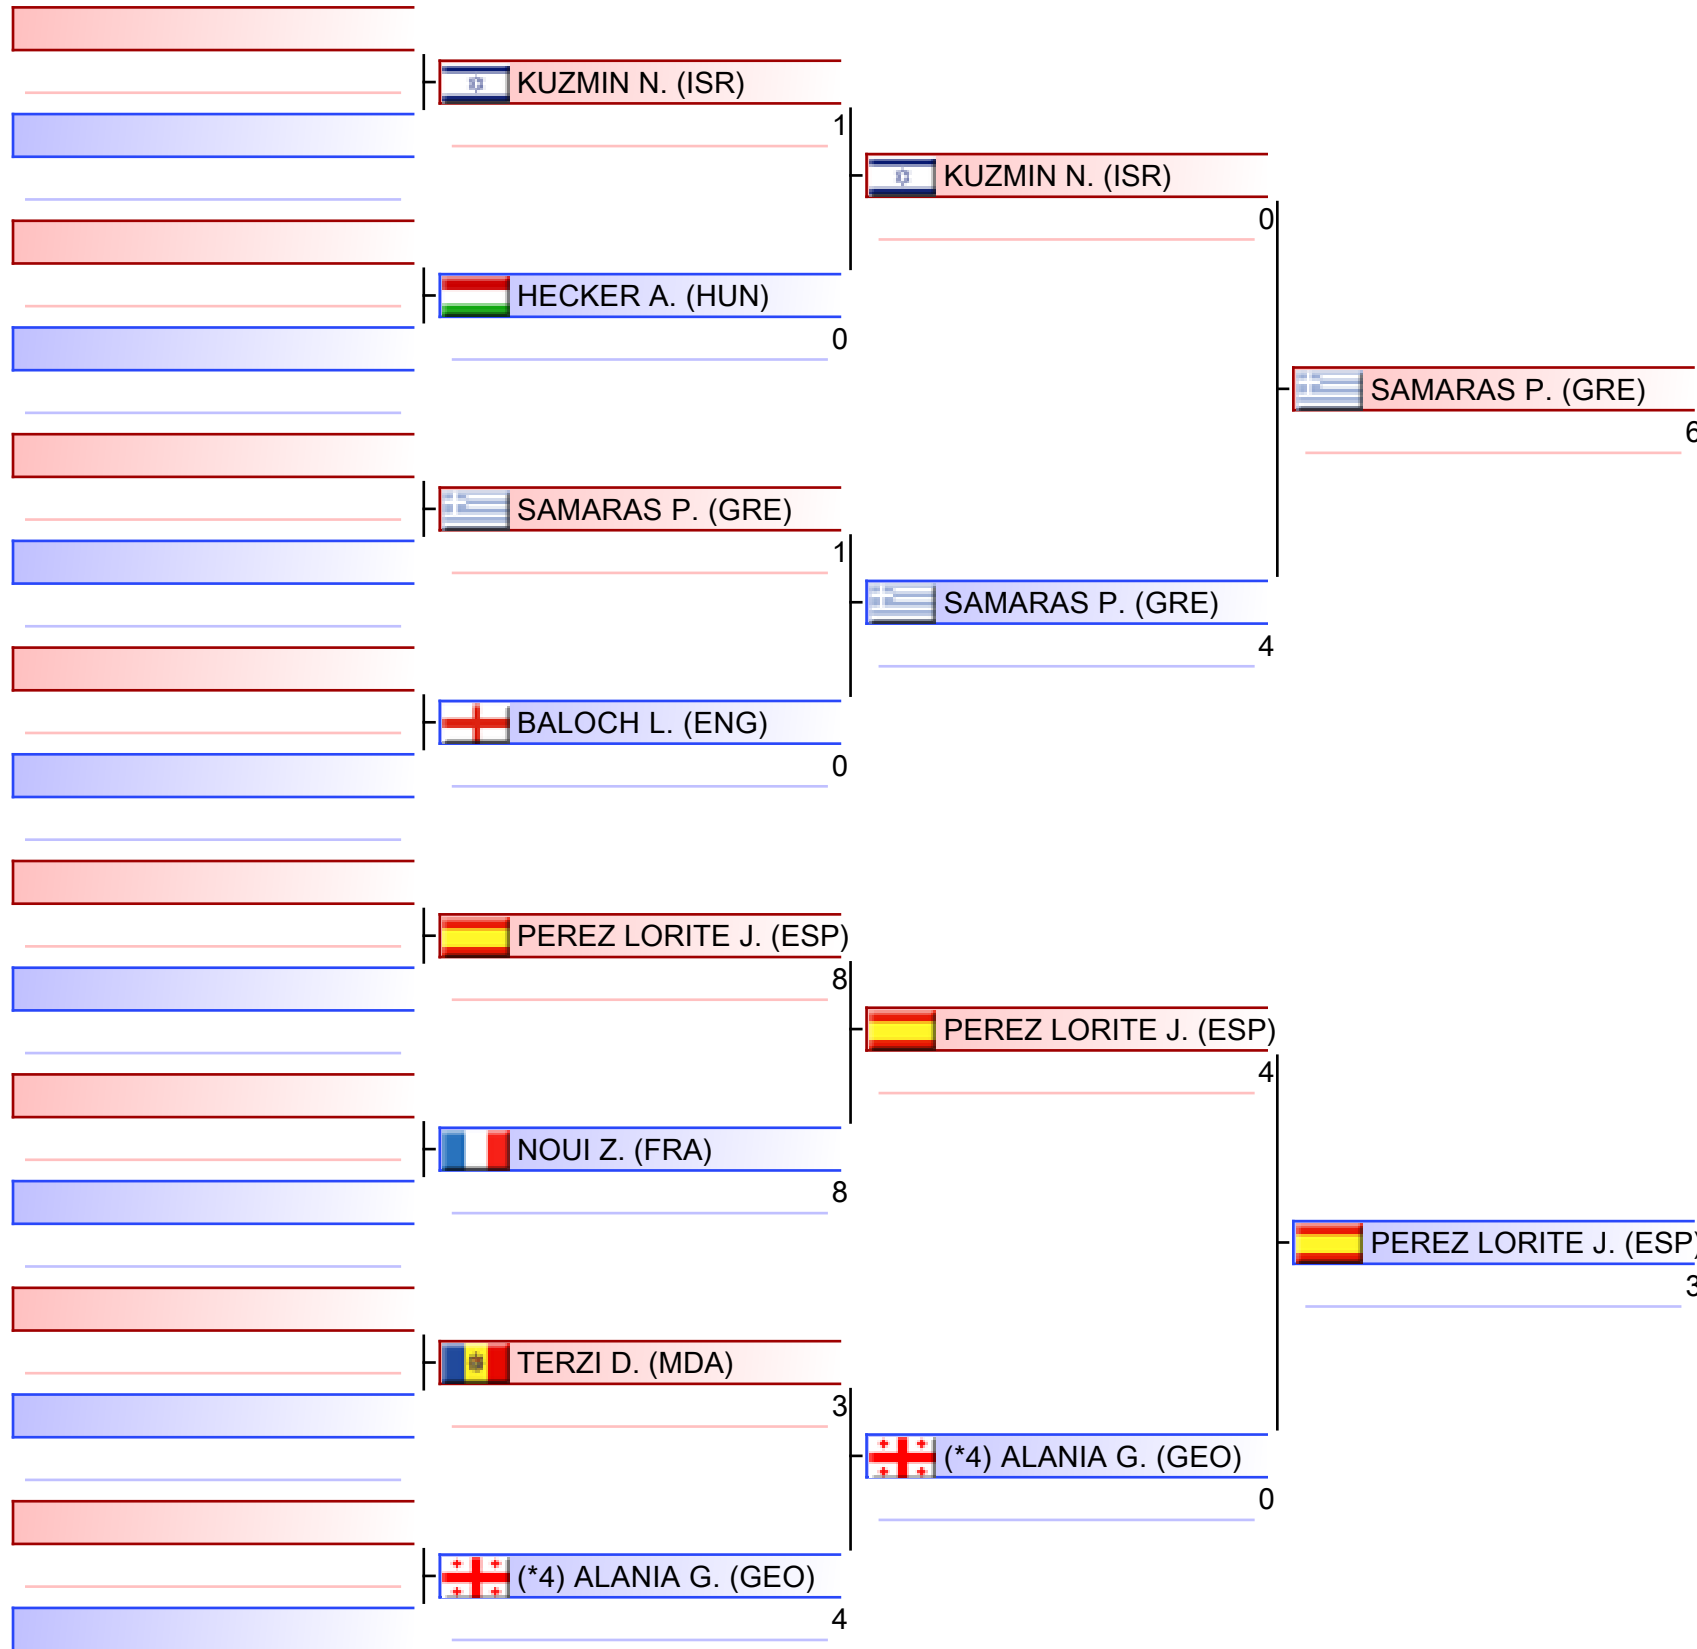 KUZMIN N. (ISR)
1
KUZMIN N. (ISR)
0
HECKER A. (HUN)
0
SAMARAS P. (GRE)
6
SAMARAS P. (GRE)
1
SAMARAS P. (GRE)
4
BALOCH L. (ENG)
0
PEREZ LORITE J. (ESP)
8
PEREZ LORITE J. (ESP)
4
NOUI Z. (FRA)
8
PEREZ LORITE J. (ESP)
3
TERZI D. (MDA)
3
(*4) ALANIA G. (GEO)
0
(*4) ALANIA G. (GEO)
4